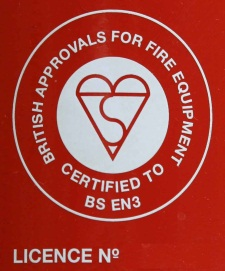 BRITISH APPROVALS FOR FIRE EQUIPMENT
CERTIFIED TO
BS EN3
LICENCE Nº